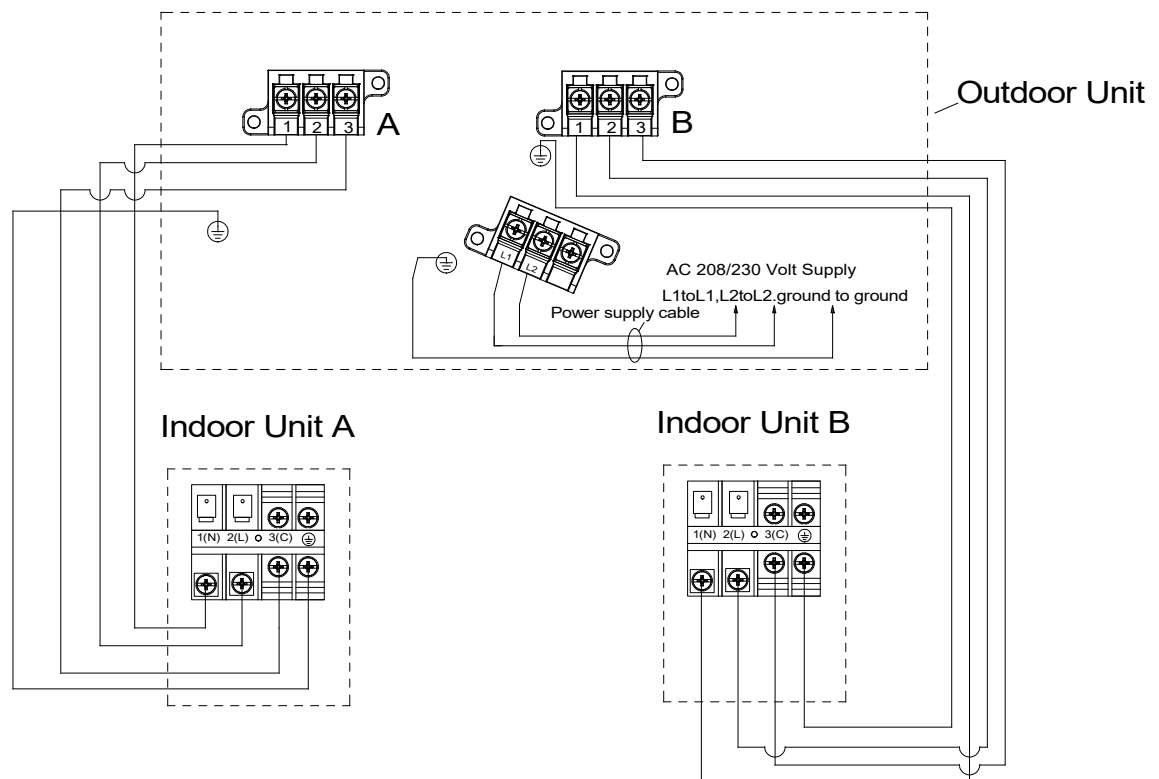 Outdoor Unit
1 2 3 A
1 2 3 B
L1 L2
AC 208/230 Volt Supply
L1toL1,L2toL2.ground to ground
Power supply cable
Indoor Unit A
1(N) 2(L) 3(C)
Indoor Unit B
1(N) 2(L) 3(C)